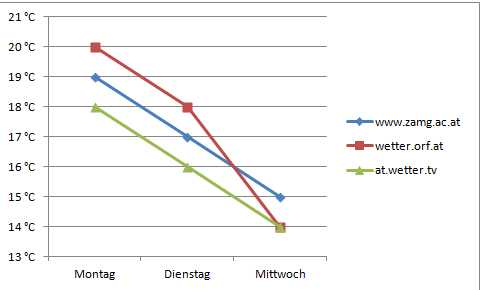 21 °C
20 °C
19 °C
18 °C
17 °C
16 °C
15 °C
14 °C
13 °C
Montag Dienstag Mittwoch
www.zamg.ac.at
wetter.orf.at
at.wetter.tv